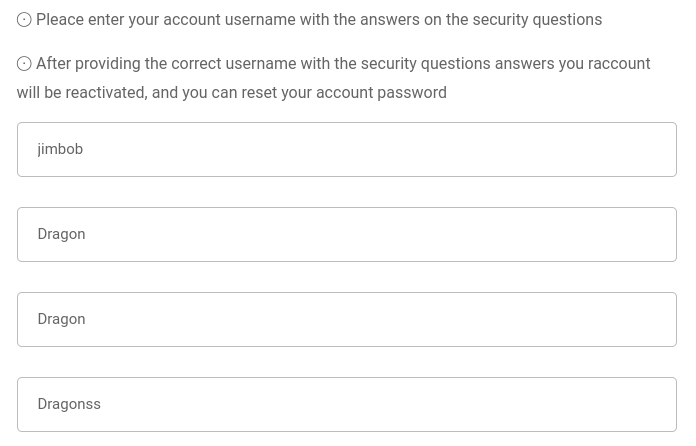 Pleace enter your account username with the answers on the security questions
After providing the correct username with the security questions answers you raccount
will be reactivated, and you can reset your account password
jimbob
Dragon
Dragon
Dragonss